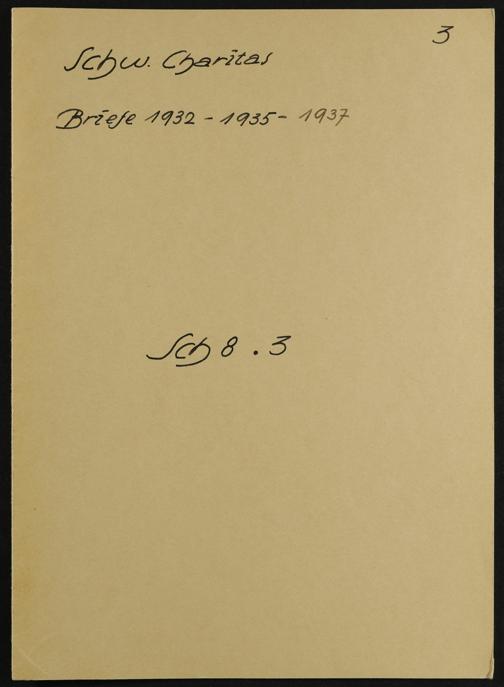 3
Schw. Charitas
Briefe 1932 - 1935 - 1937
Sch 8 . 3